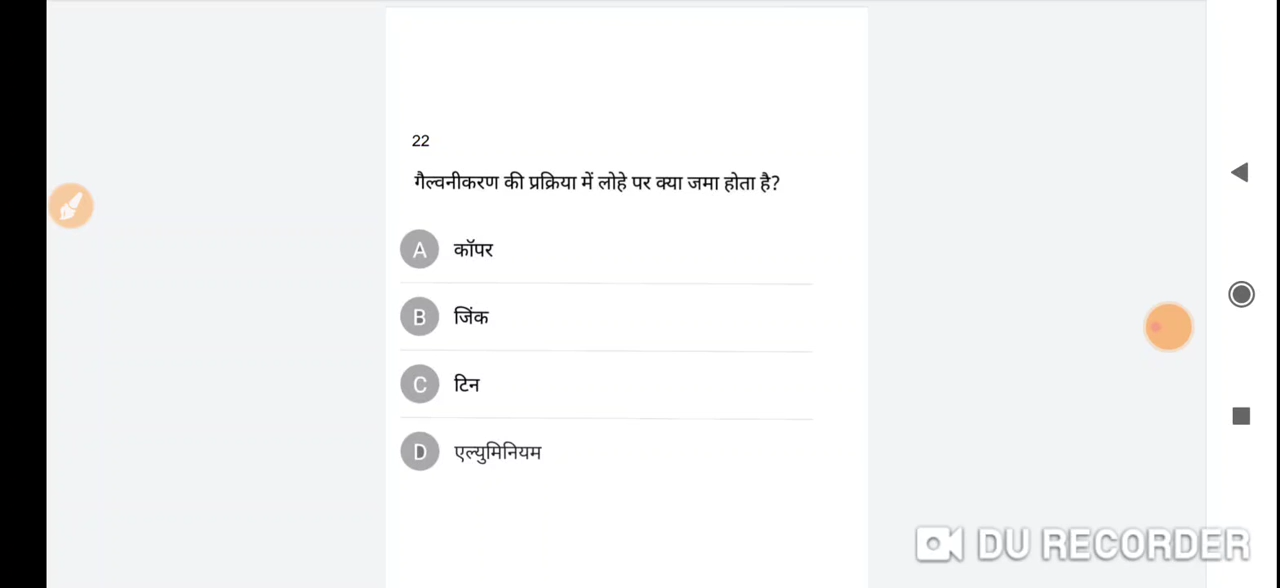 22
गैल्वनीकरण की प्रक्रिया में लोहे पर क्या जमा होता है?
A कॉपर
B जिंक
C टिन
D एल्युमिनियम
DU RECORDER